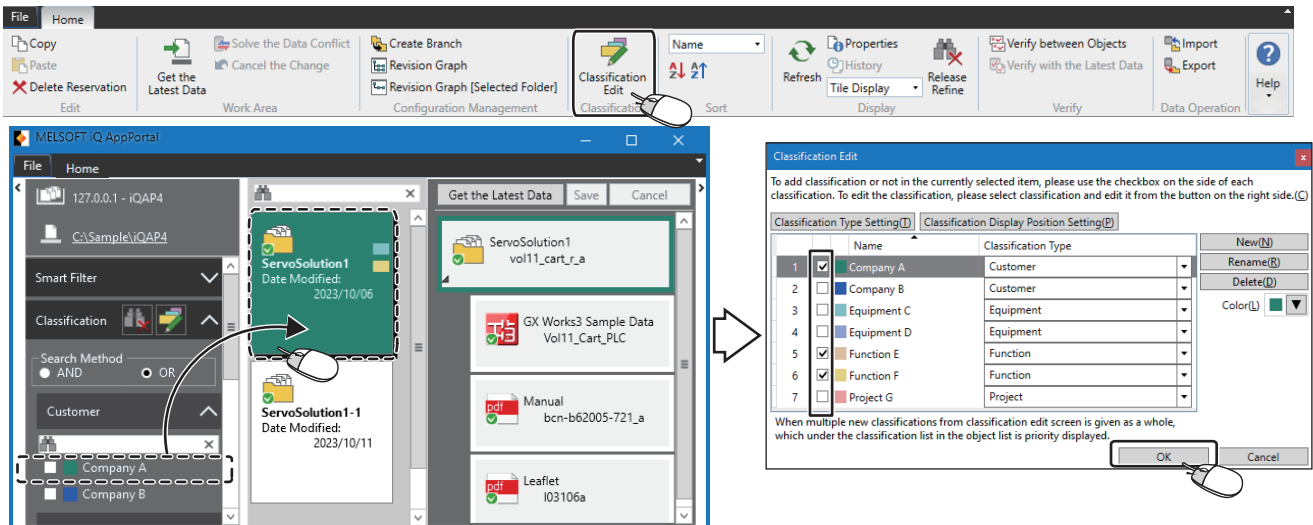 File Home
Copy
Paste
Delete Reservation
Edit
Get the
Latest Data
Solve the Data Conflict
Cancel the Change
Work Area
Create Branch
Revision Graph
Revision Graph [Selected Folder]
Configuration Management
Classification
Edit
Classification
Name
Sort
Refresh
Properties
History
Tile Display
Release
Refine
Display
Verify between Objects
Verify with the Latest Data
Verify
Import
Export
Data Operation
Help
MELSOFT iQ AppPortal
File Home
127.0.0.1 - iQAP4
C:\Sample\iQAP4
Smart Filter
Classification
Search Method
AND OR
Customer
Company A
Company B
ServoSolution1
Date Modified:
2023/10/06
ServoSolution1-1
Date Modified:
2023/10/11
Get the Latest Data Save Cancel
ServoSolution1
vol11_cart_r_a
GX Works3 Sample Data
Vol11_Cart_PLC
Manual
bcn-b62005-721_a
Leaflet
l03106a
Classification Edit
To add classification or not in the currently selected item, please use the checkbox on the side of each
classification. To edit the classification, please select classification and edit it from the button on the right side.(C)
Classification Type Setting(T) Classification Display Position Setting(P)
Name Classification Type
1 Company A Customer
2 Company B Customer
3 Equipment C Equipment
4 Equipment D Equipment
5 Function E Function
6 Function F Function
7 Project G Project
New(N)
Rename(R)
Delete(D)
Color(L)
When multiple new classifications from classification edit screen is given as a whole,
which under the classification list in the object list is priority displayed.
OK Cancel